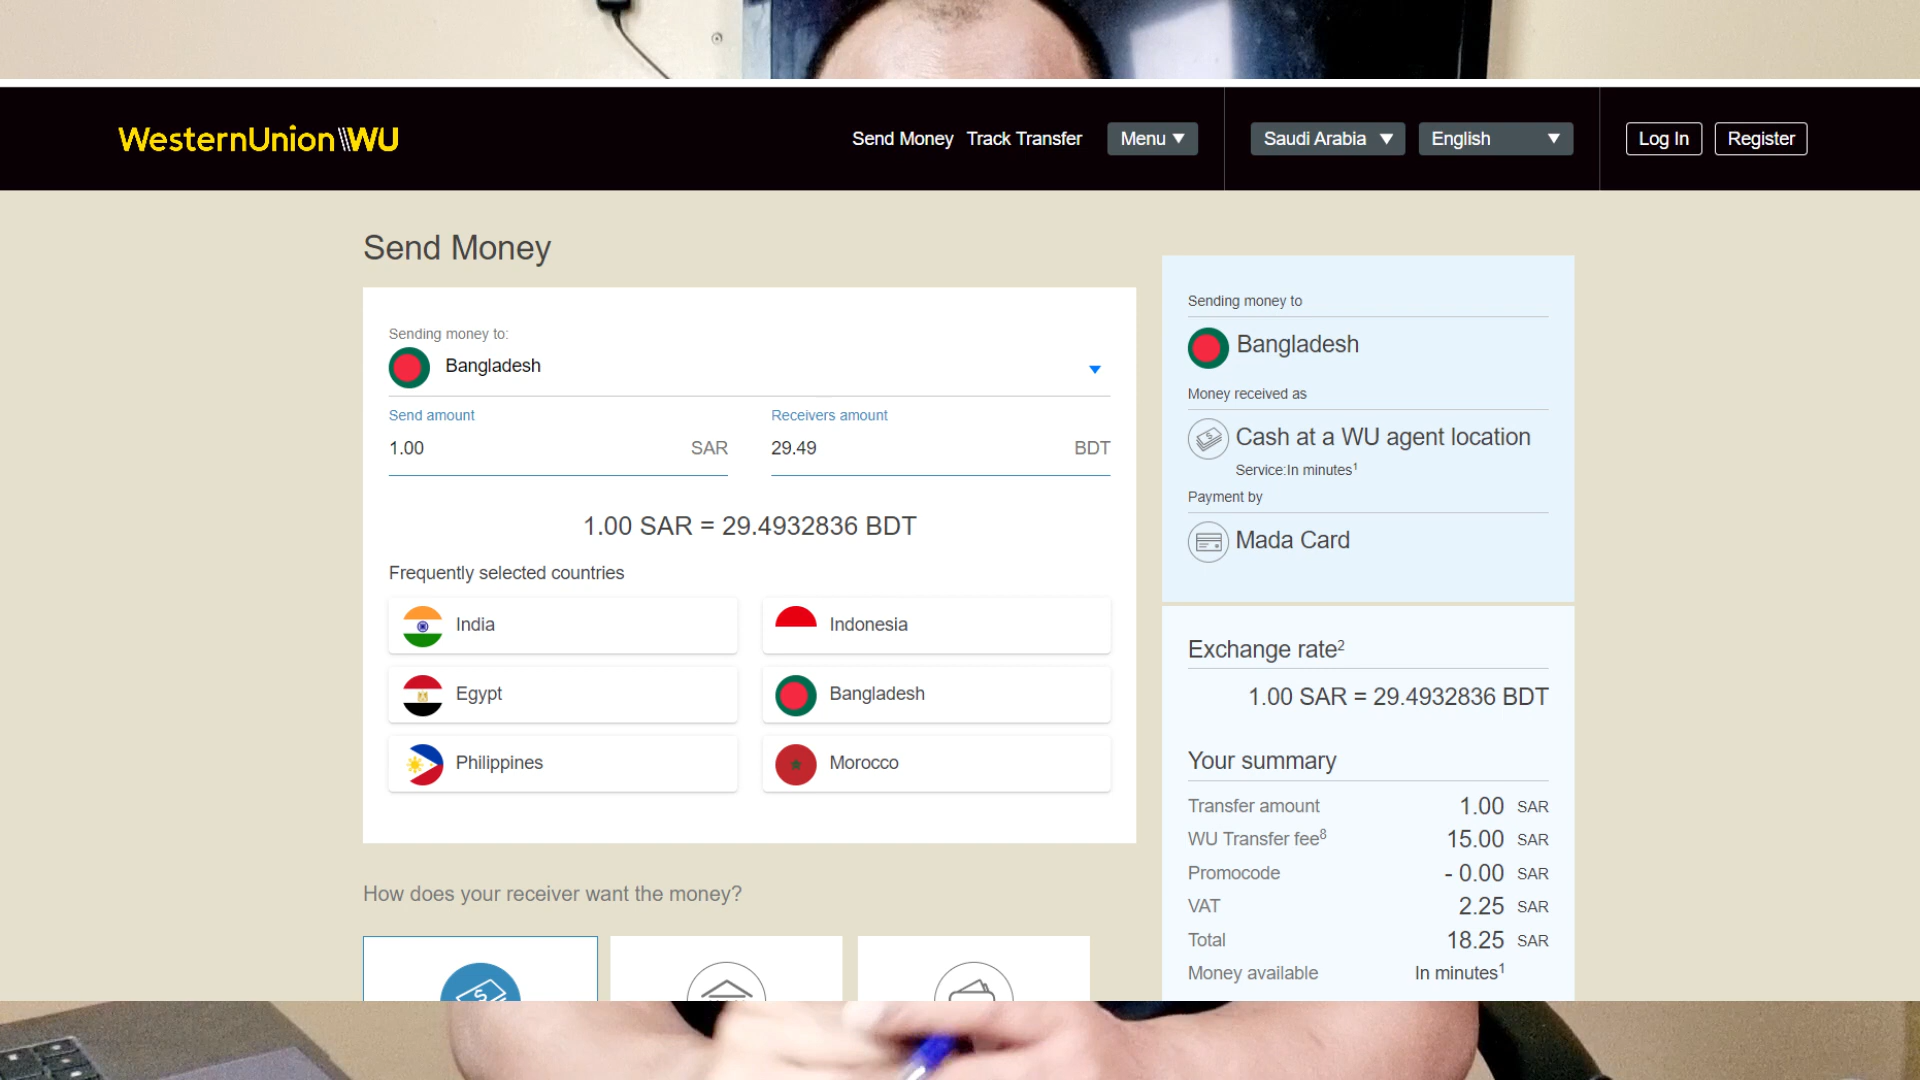 WesternUnion WU
Send Money Track Transfer Menu Saudi Arabia English Log In Register
Send Money
Sending money to:
Bangladesh
Send amount
1.00 SAR
Receivers amount
29.49 BDT
1.00 SAR = 29.4932836 BDT
Frequently selected countries
India
Indonesia
Egypt
Bangladesh
Philippines
Morocco
How does your receiver want the money?
Sending money to
Bangladesh
Money received as
Cash at a WU agent location
Service:In minutes1
Payment by
Mada Card
Exchange rate2
1.00 SAR = 29.4932836 BDT
Your summary
Transfer amount 1.00 SAR
WU Transfer fee8 15.00 SAR
Promocode - 0.00 SAR
VAT 2.25 SAR
Total 18.25 SAR
Money available In minutes1